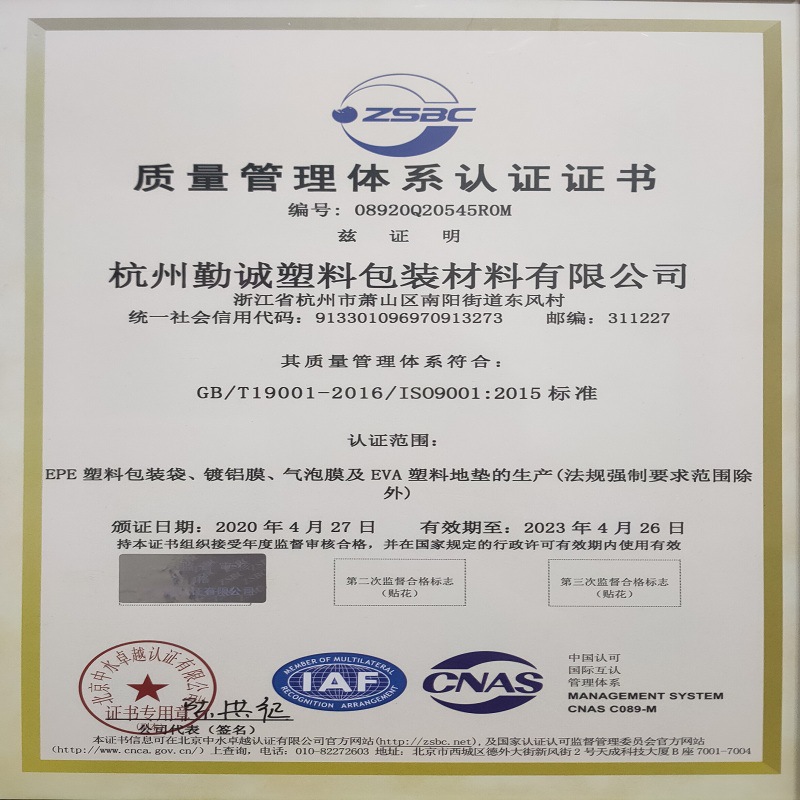 ZSBC
质量管理体系认证证书
编号: 08920Q20545R0M
兹 证 明
杭州勤诚塑料包装材料有限公司
浙江省杭州市萧山区南阳街道东风村
统一社会信用代码: 913301096970913273 邮编: 311227
其质量管理体系符合:
GB/T19001-2016/ISO9001:2015 标准
认证范围:
EPE 塑料包装袋、镀铝膜、气泡膜及 EVA 塑料地垫的生产(法规强制要求范围除
外)
颁证日期: 2020 年 4 月 27 日 有效期至: 2023 年 4 月 26 日
持本证书组织接受年度监督审核合格，并在国家规定的行政许可有效期内使用有效
第二次监督合格标志
（贴花）
第三次监督合格标志
（贴花）
北京中水卓越认证有限公司
证书专用章
公司代表（签名）
MEMBER OF MULTILATERAL
IAF
RECOGNITION ARRANGEMENT
CNAS
中国认可
国际互认
管理体系
MANAGEMENT SYSTEM
CNAS C089-M
本证书信息可在北京中水卓越认证有限公司官方网站(http://zsbc.net),及国家认证认可监督管理委员会官方网站
(http://www.cnca.gov.cn/) 上查询, 电话: 010-82272603 地址: 北京市西城区德外大街新风街 2 号天成科技大厦 B 座 7001-7004